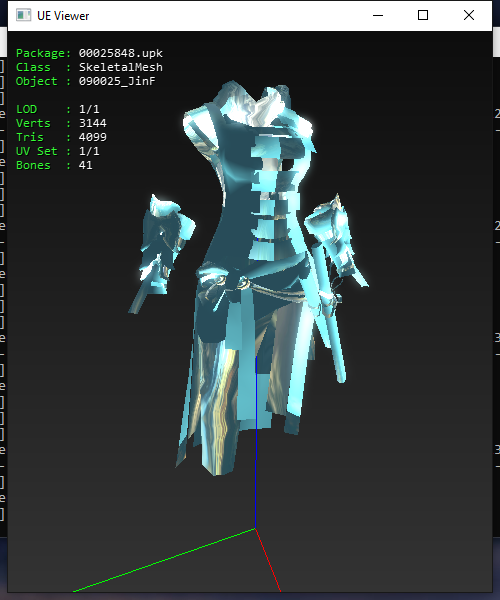 UE Viewer
Package: 00025848.upk
Class : SkeletalMesh
Object : 090025_JinF
LOD : 1/1
Verts : 3144
Tris : 4099
UV Set : 1/1
Bones : 41